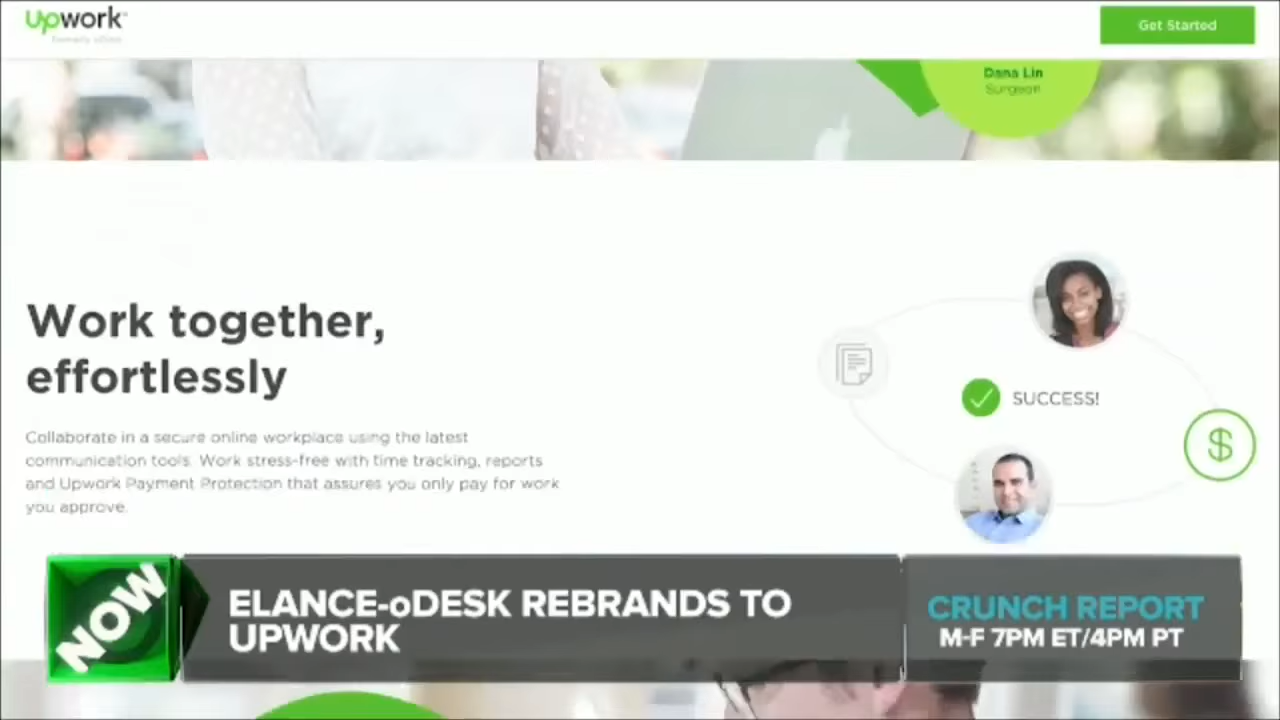 Upwork
formerly oDesk
Get Started
Dana Lin
Surgeon
Work together,
effortlessly
SUCCESS!
$
Collaborate in a secure online workplace using the latest
communication tools. Work stress-free with time tracking, reports
and Upwork Payment Protection that assures you only pay for work
you approve.
NOW
ELANCE-oDESK REBRANDS TO
UPWORK
CRUNCH REPORT
M-F 7PM ET/4PM PT